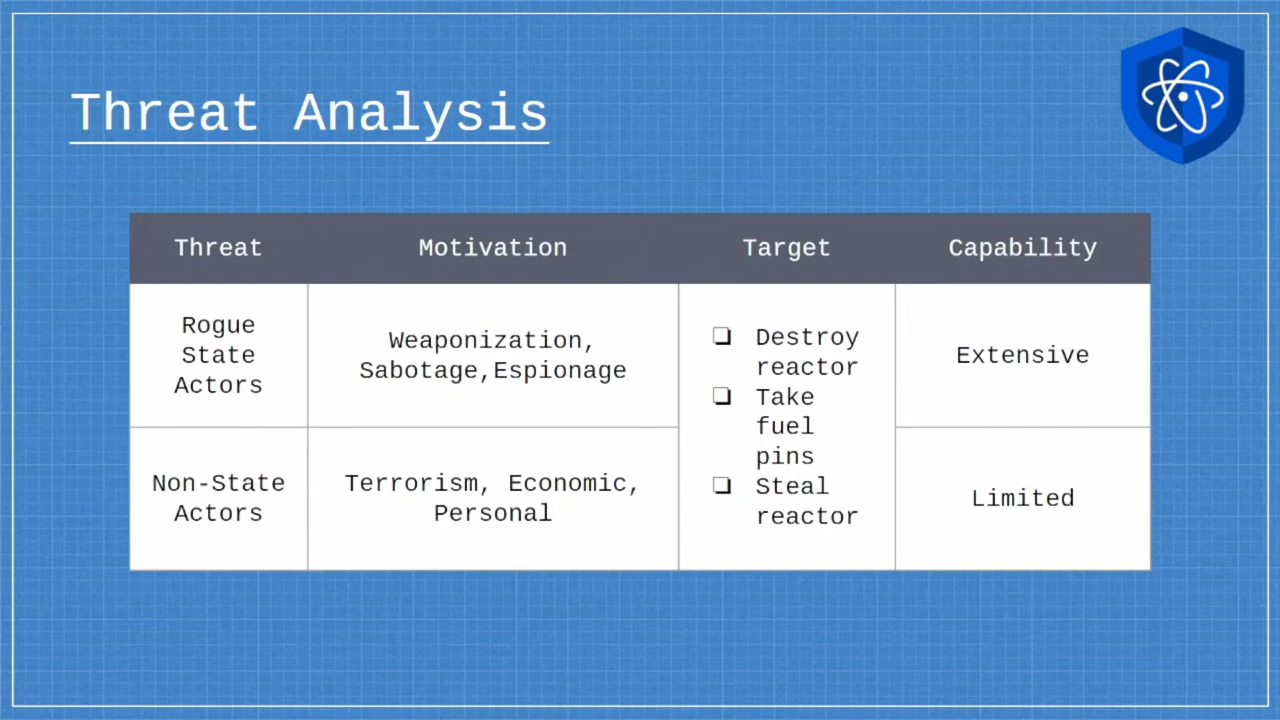 Threat Analysis
Threat
Motivation
Target
Capability
Rogue
State
Actors
Weaponization,
Sabotage,Espionage
❏ Destroy
reactor
❏ Take
fuel
pins
❏ Steal
reactor
Extensive
Non-State
Actors
Terrorism, Economic,
Personal
Limited